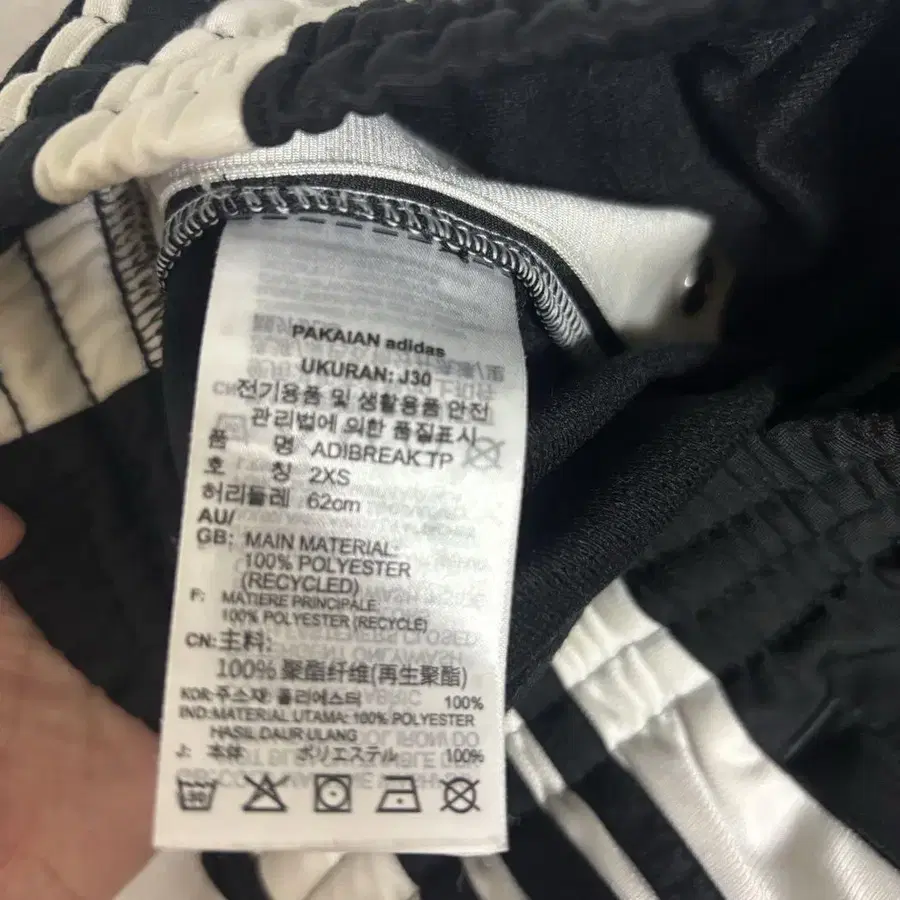 PAKAIAN adidas
UKURAN: J30
전기용품 및 생활용품 안전
관리법에 의한 품질표시
품 명 ADIBREAK TP
호 칭 2XS
허리둘레 62cm
AU/
GB: MAIN MATERIAL:
100% POLYESTER
(RECYCLED)
F: MATIERE PRINCIPALE:
100% POLYESTER (RECYCLE)
CN:主料:
100% 聚酯纤维(再生聚酯)
KOR:주소재: 폴리에스터 100%
IND:MATERIAL UTAMA: 100% POLYESTER
HASIL DAUR ULANG
J: 本体 ポリエステル 100%
30